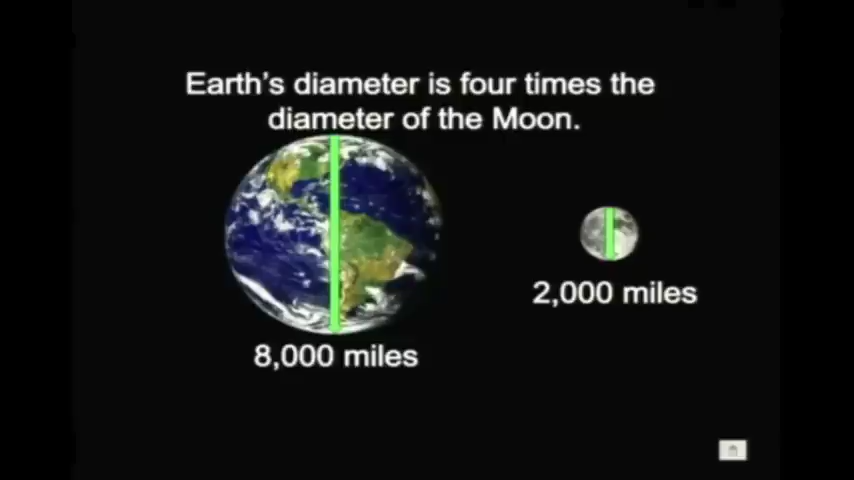 Earth's diameter is four times the
diameter of the Moon.
2,000 miles
8,000 miles